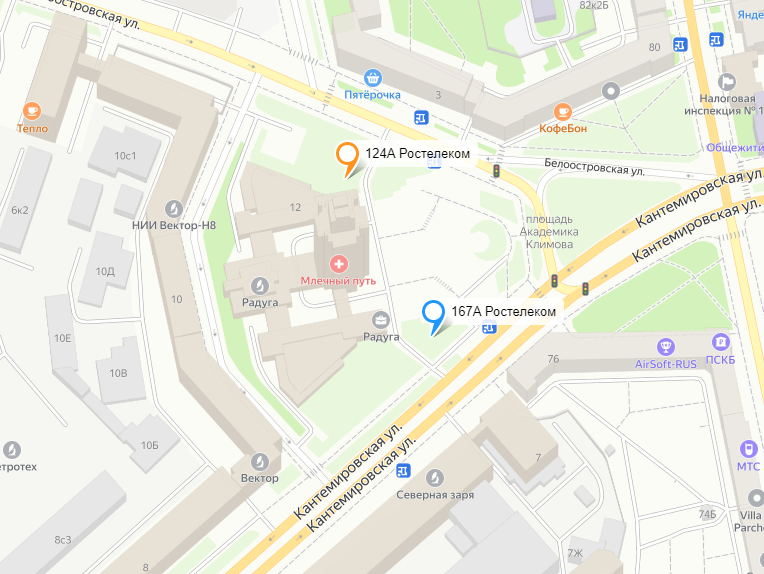 оостровская ул.
82к2Б
Яндек
80
Пятёрочка
3
Налоговая
инспекция № 1
КофеБон
Тепло
10с1
124А Ростелеком
Общежити
Белоостровская ул.
Кантемировская ул.
Кантемировская ул.
6к2
НИИ Вектор-Н8
12
площадь
Академика
Климова
10Д
Млечный путь
10
Радуга
167А Ростелеком
10Е
Радуга
76
AirSoft-RUS
ПСКБ
10В
10Б
етротех
Вектор
Кантемировская ул.
Кантемировская ул.
7
МТС
Северная заря
74Б
Villa
Parche
8с3
8
7Ж